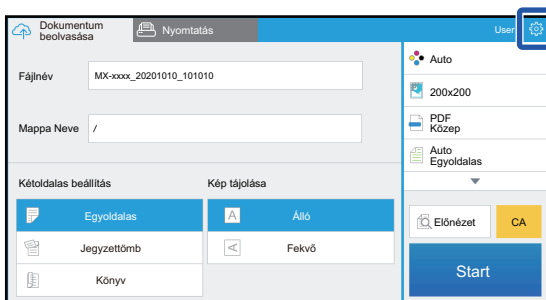 Dokumentum
beolvasása
Nyomtatás
User
Fájlnév
MX-xxxx_20201010_101010
Mappa Neve
/
Auto
200x200
PDF
Közep
Auto
Egyoldalas
Kétoldalas beállítás
Kép tájolása
Egyoldalas
A
Álló
Jegyzettömb
A
Fekvő
Könyv
Előnézet
CA
Start